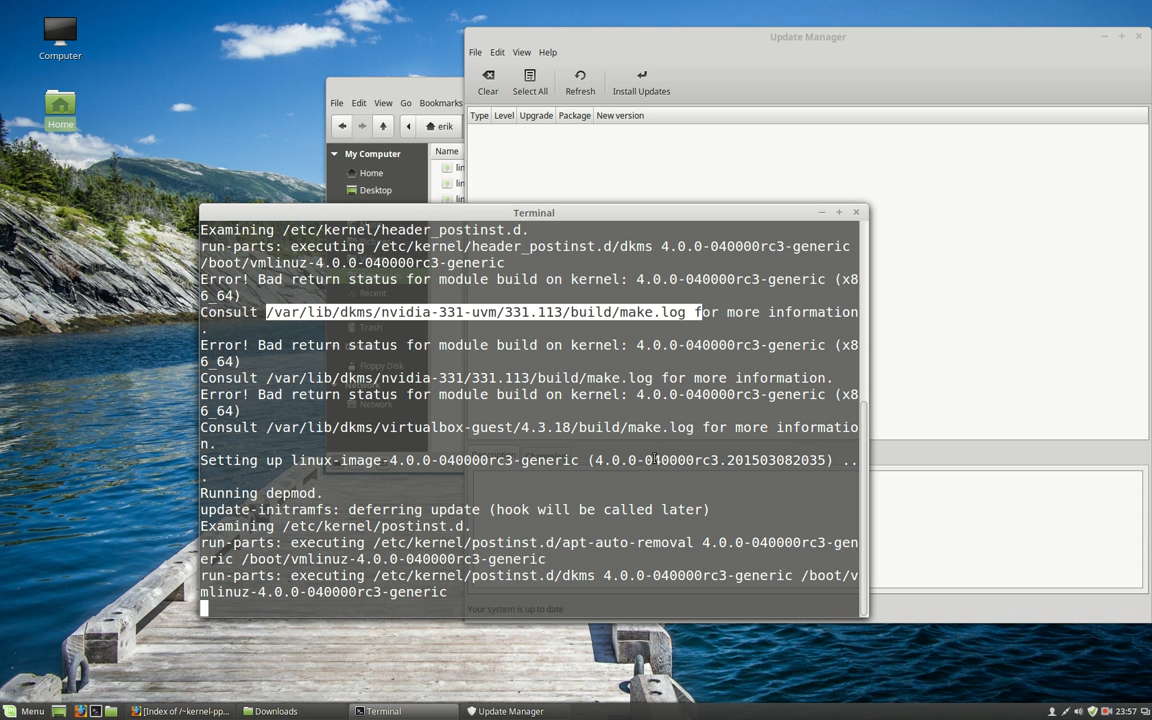 Computer
Home
Update Manager
File Edit View Help
Clear Select All Refresh Install Updates
Type Level Upgrade Package New version
File Edit View Go Bookmarks
erik
My Computer
Name
Home
Desktop
Terminal
Examining /etc/kernel/header_postinst.d.
run-parts: executing /etc/kernel/header_postinst.d/dkms 4.0.0-040000rc3-generic
/boot/vmlinuz-4.0.0-040000rc3-generic
Error! Bad return status for module build on kernel: 4.0.0-040000rc3-generic (x8
6_64)
Consult /var/lib/dkms/nvidia-331-uvm/331.113/build/make.log for more information
.
Error! Bad return status for module build on kernel: 4.0.0-040000rc3-generic (x8
6_64)
Consult /var/lib/dkms/nvidia-331/331.113/build/make.log for more information.
Error! Bad return status for module build on kernel: 4.0.0-040000rc3-generic (x8
6_64)
Consult /var/lib/dkms/virtualbox-guest/4.3.18/build/make.log for more informatio
n.
Setting up linux-image-4.0.0-040000rc3-generic (4.0.0-040000rc3.201503082035) ..
.
Running depmod.
update-initramfs: deferring update (hook will be called later)
Examining /etc/kernel/postinst.d.
run-parts: executing /etc/kernel/postinst.d/apt-auto-removal 4.0.0-040000rc3-gen
eric /boot/vmlinuz-4.0.0-040000rc3-generic
run-parts: executing /etc/kernel/postinst.d/dkms 4.0.0-040000rc3-generic /boot/v
mlinuz-4.0.0-040000rc3-generic
Recent
Trash
Floppy Disk
Network
Your system is up to date
Menu [Index of /~kernel-pp... Downloads Terminal Update Manager 23:57